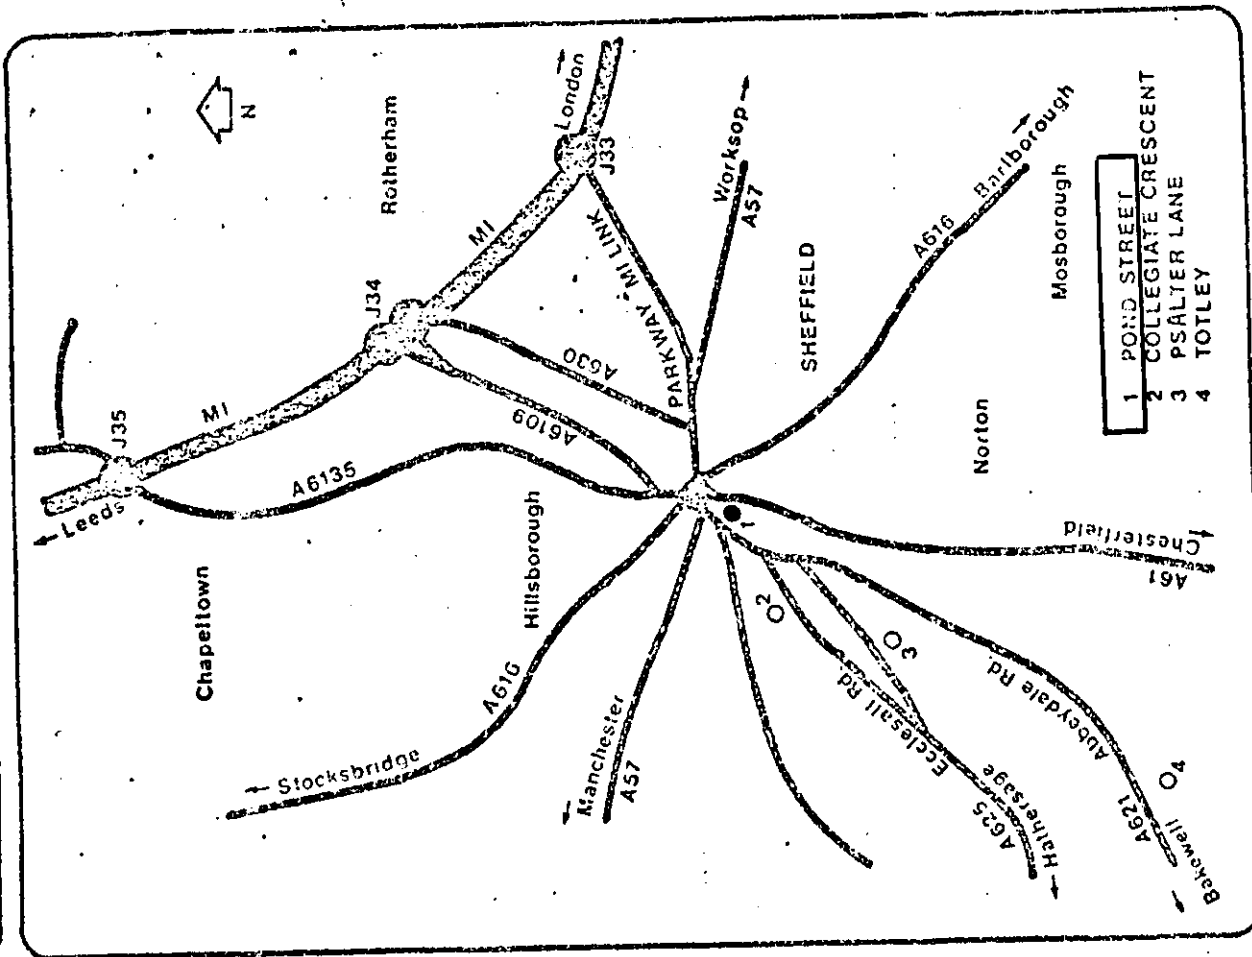 N
Rotherham
London
J33
M1
J34
J35
M1
Leeds
A6135
A6109
A630
PARKWAY - M1 LINK
Worksop
A57
SHEFFIELD
A616
Barlborough
Mosborough
Chapeltown
Hillsborough
Norton
A616
Stocksbridge
Manchester
A57
1
2
3
4
Chesterfield
A61
Ecclesall Rd
Abbeydale Rd
A625
Hathersage
A621
Bakewell
1 POND STREET
2 COLLEGIATE CRESCENT
3 PSALTER LANE
4 TOTLEY